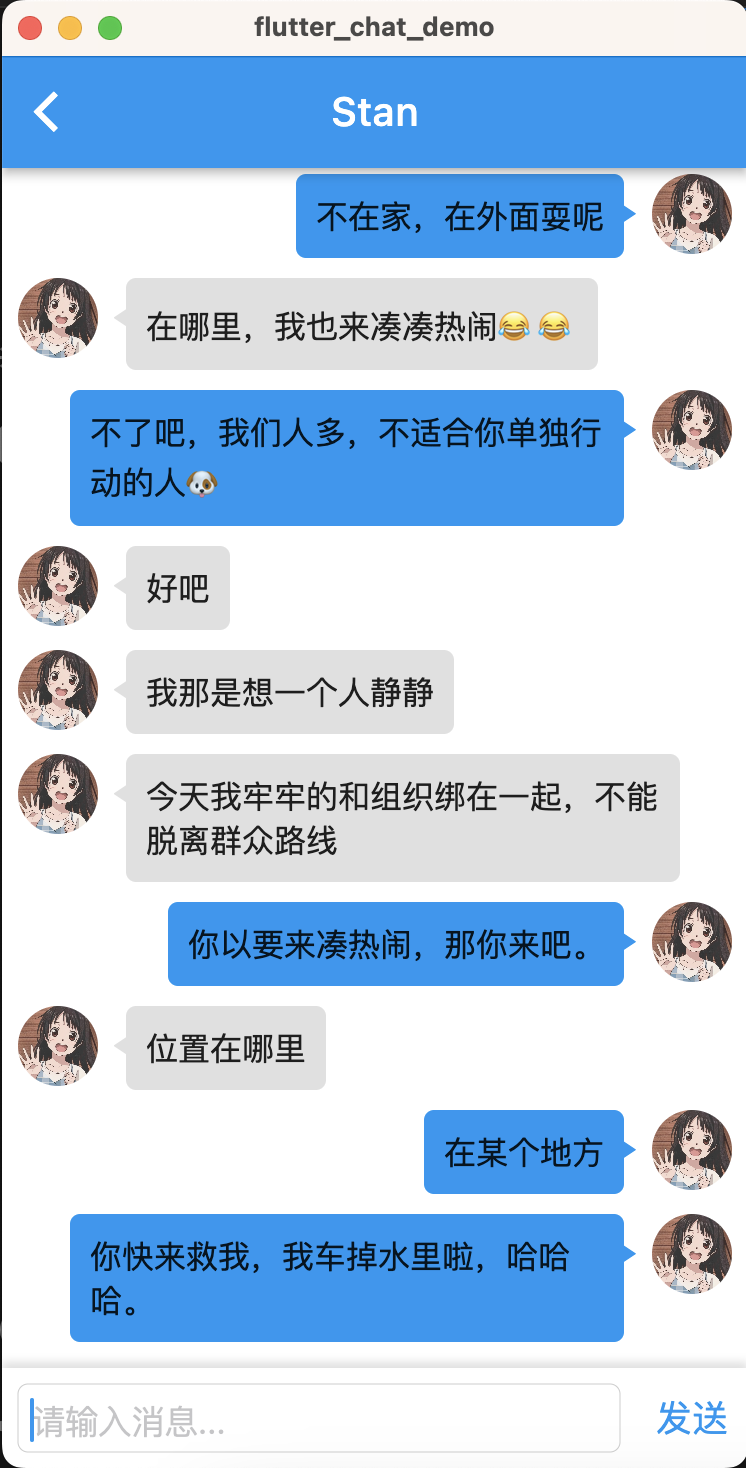 flutter_chat_demo
Stan
不在家，在外面耍呢
在哪里，我也来凑凑热闹😂 😂
不了吧，我们人多，不适合你单独行
动的人🐶
好吧
我那是想一个人静静
今天我牢牢的和组织绑在一起，不能
脱离群众路线
你以要来凑热闹，那你来吧。
位置在哪里
在某个地方
你快来救我，我车掉水里啦，哈哈
哈。
请输入消息...
发送